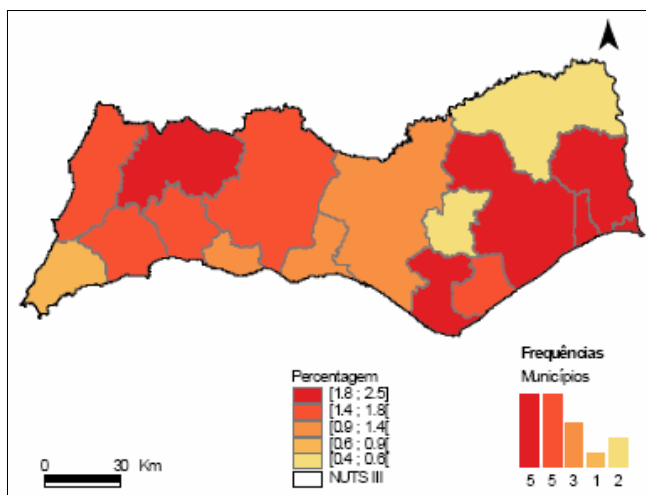 Percentagem
[1.8 ; 2.5]
[1.4 ; 1.8[
[0.9 ; 1.4[
[0.6 ; 0.9[
[0.4 ; 0.6[
NUTS III
0 30 Km
Frequências
Municípios
5 5 3 1 2